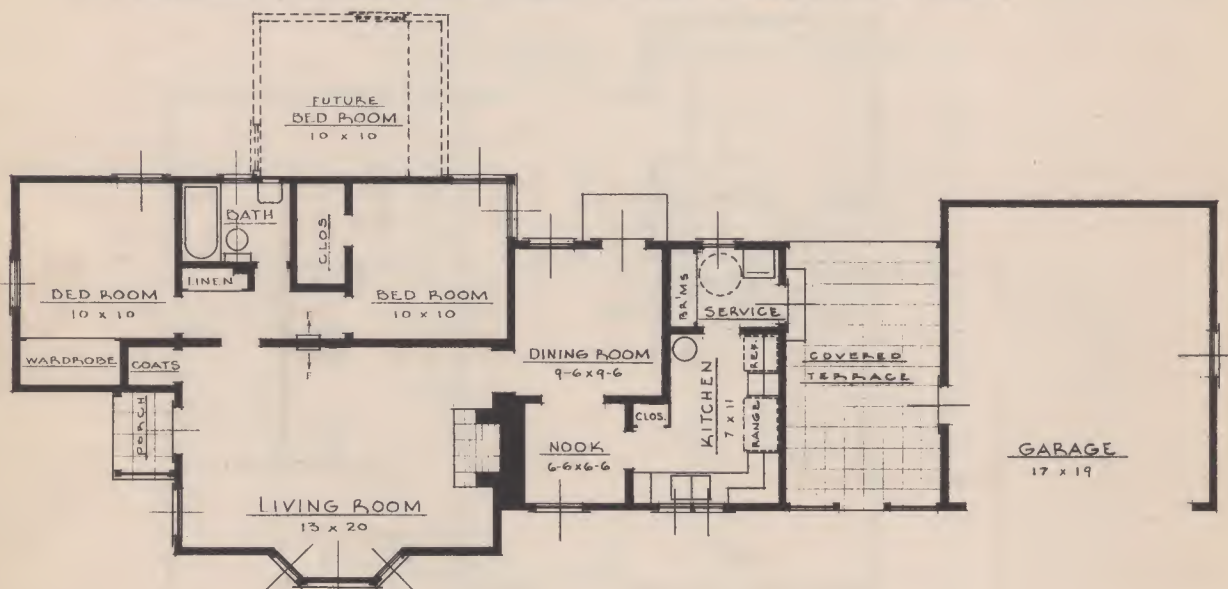 FUTURE
BED ROOM
10 x 10
BATH
CLOS
LINEN
BED ROOM
10 x 10
BED ROOM
10 x 10
WARDROBE
COATS
PORCH
F
F
LIVING ROOM
13 x 20
DINING ROOM
9-6 x 9-6
NOOK
6-6 x 6-6
CLOS.
KITCHEN
7 x 11
REF.
RANGE
BR'MS
SERVICE
COVERED
TERRACE
GARAGE
17 x 19